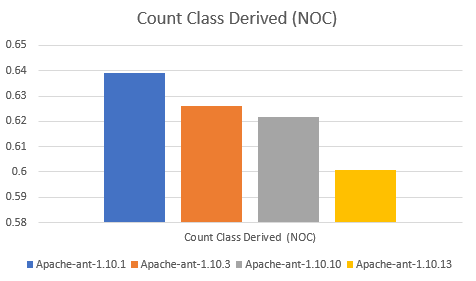 Count Class Derived (NOC)
0.65
0.64
0.63
0.62
0.61
0.6
0.59
0.58
Count Class Derived (NOC)
Apache-ant-1.10.1 Apache-ant-1.10.3 Apache-ant-1.10.10 Apache-ant-1.10.13